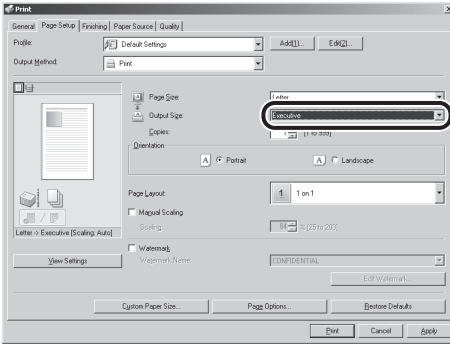 Print
General Page Setup Finishing Paper Source Quality
Profile: Default Settings Add(1)... Edit(2)...
Output Method: Print
Page Size: Letter
Output Size: Executive
Copies: 1 [1 to 999]
Orientation
A Portrait A Landscape
Page Layout: 1 1 on 1
Manual Scaling
Scaling: 84 % [25 to 200]
Letter -> Executive [Scaling: Auto]
View Settings
Watermark
Watermark Name: CONFIDENTIAL
Edit Watermark...
Custom Paper Size... Page Options... Restore Defaults
Print Cancel Apply